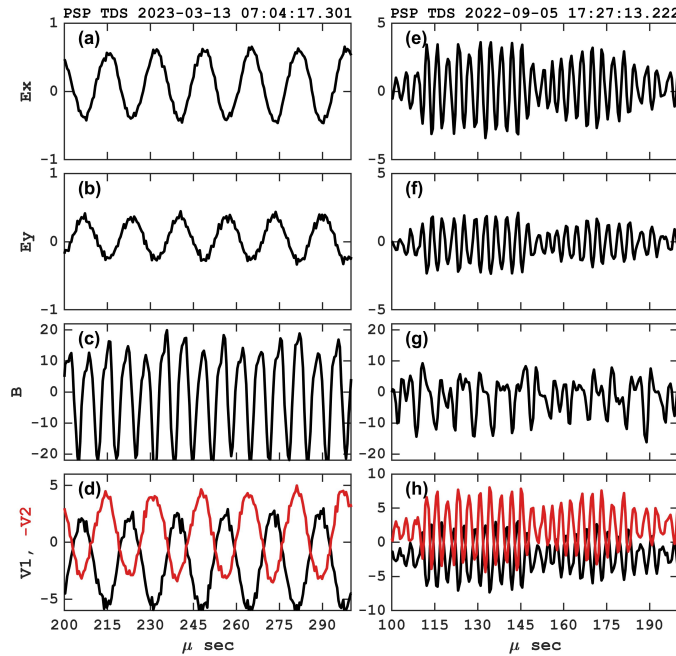 PSP TDS 2023-03-13 07:04:17.301
PSP TDS 2022-09-05 17:27:13.222
(a)
1
0
-1
Ex
(e)
5
0
-5
(b)
1
0
-1
Ey
(f)
5
0
-5
(c)
20
10
0
-10
-20
B
(g)
20
10
0
-10
-20
(d)
5
0
-5
V1, -V2
200 215 230 245 260 275 290
μ sec
(h)
10
5
0
-5
-10
100 115 130 145 160 175 190
μ sec